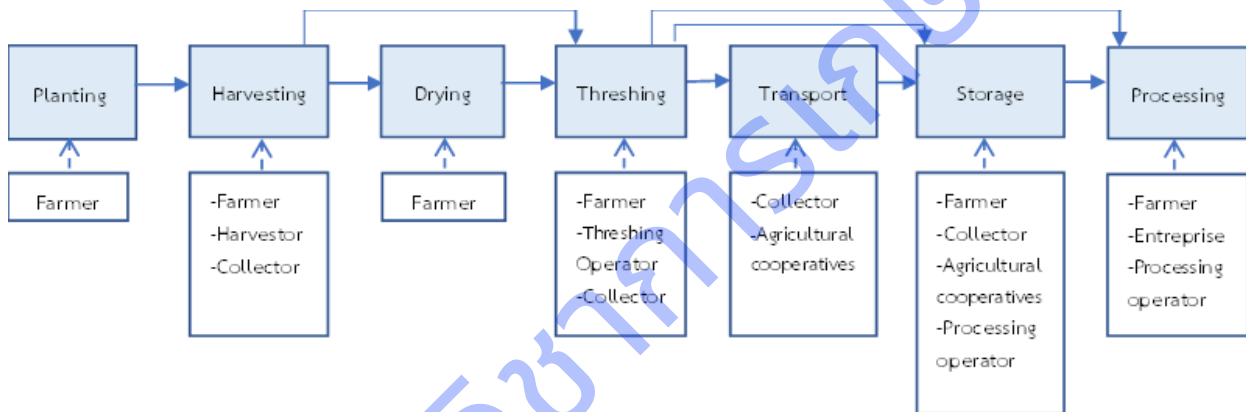 Planting
Harvesting
Drying
Threshing
Transport
Storage
Processing
Farmer
-Farmer
-Harvestor
-Collector
Farmer
-Farmer
-Threshing
Operator
-Collector
-Collector
-Agricultural
cooperatives
-Farmer
-Collector
-Agricultural
cooperatives
-Processing
operator
-Farmer
-Entreprise
-Processing
operator